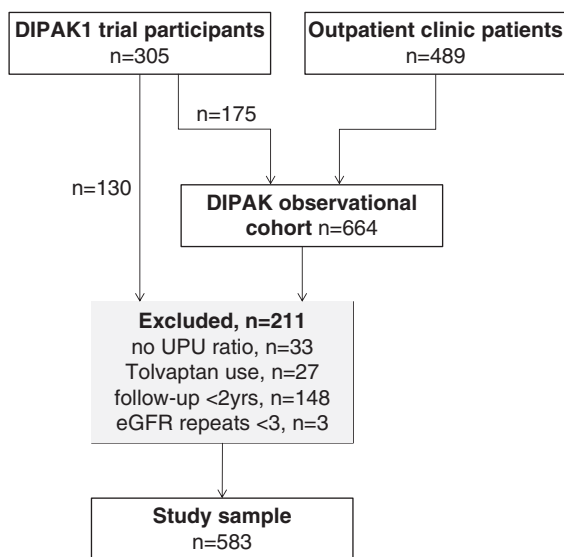 DIPAK1 trial participants
n=305
Outpatient clinic patients
n=489
n=175
n=130
DIPAK observational
cohort n=664
Excluded, n=211
no UPU ratio, n=33
Tolvaptan use, n=27
follow-up <2yrs, n=148
eGFR repeats <3, n=3
Study sample
n=583